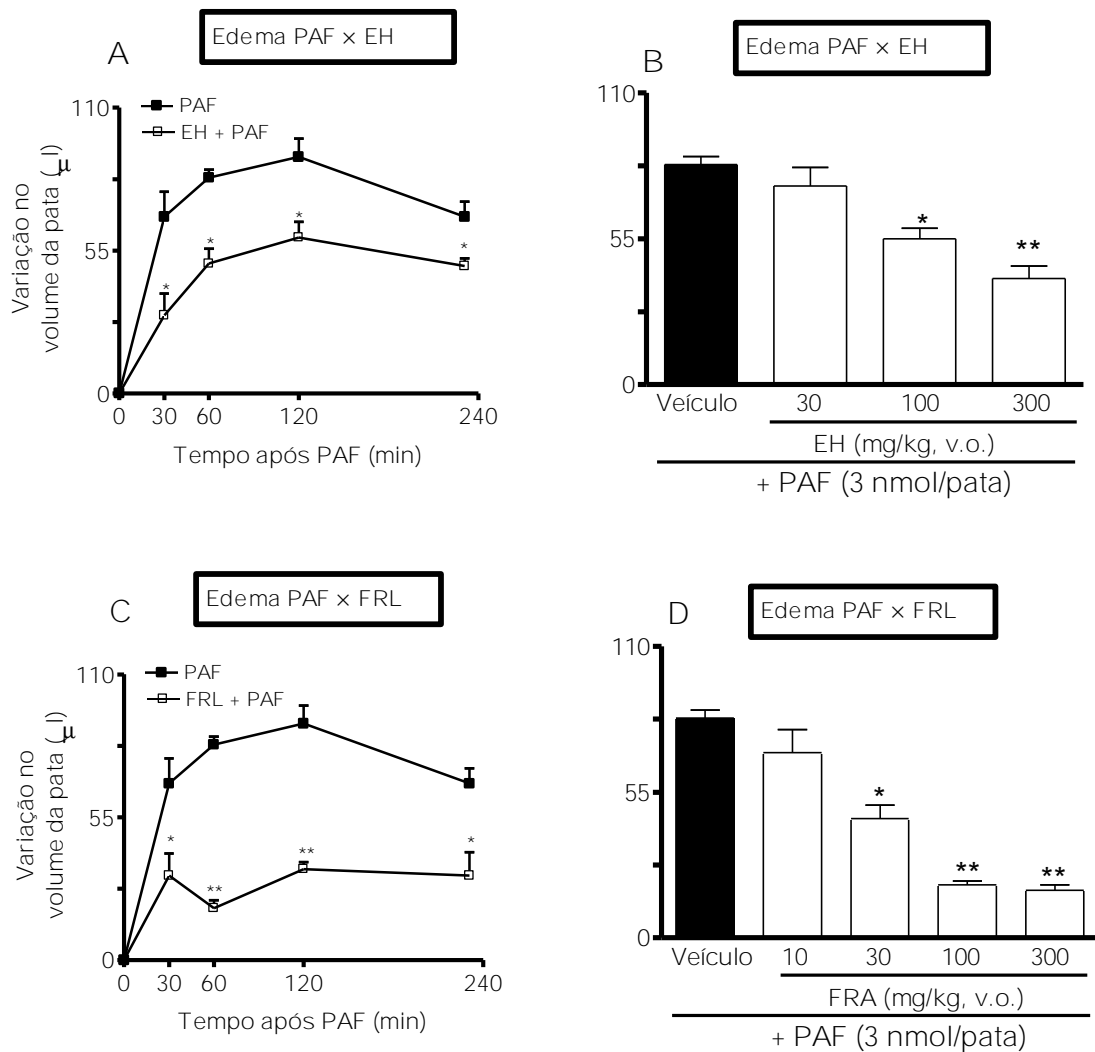 A
Edema PAF × EH
PAF
EH + PAF
110
55
0
Variação no
volume da pata (_l)
μ
*
*
*
*
0 30 60 120 240
Tempo após PAF (min)
B
Edema PAF × EH
110
55
0
*
**
Veículo 30 100 300
EH (mg/kg, v.o.)
+ PAF (3 nmol/pata)
C
Edema PAF × FRL
PAF
FRL + PAF
110
55
0
Variação no
volume da pata (_l)
μ
*
**
**
*
0 30 60 120 240
Tempo após PAF (min)
D
Edema PAF × FRL
110
55
0
*
**
**
Veículo 10 30 100 300
FRA (mg/kg, v.o.)
+ PAF (3 nmol/pata)